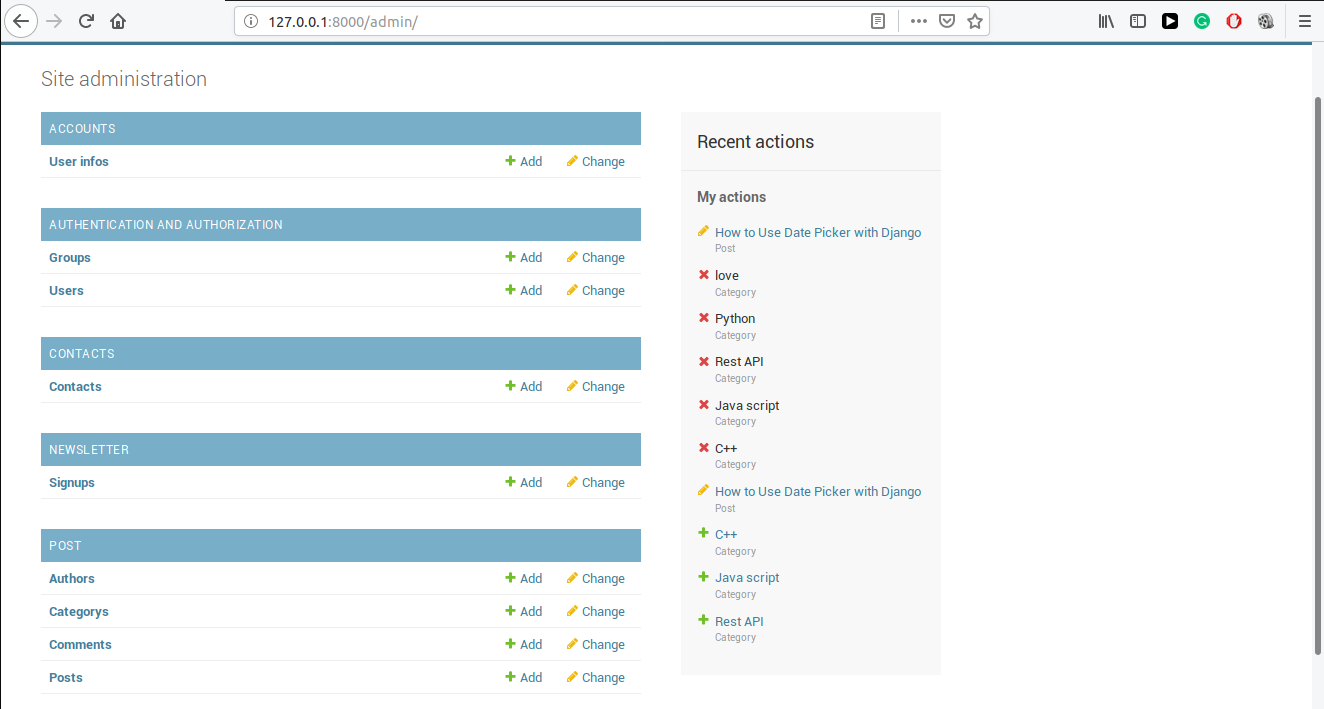 127.0.0.1:8000/admin/
Site administration
ACCOUNTS
User infos Add Change
AUTHENTICATION AND AUTHORIZATION
Groups Add Change
Users Add Change
CONTACTS
Contacts Add Change
NEWSLETTER
Signups Add Change
POST
Authors Add Change
Categorys Add Change
Comments Add Change
Posts Add Change
Recent actions
My actions
How to Use Date Picker with Django
Post
love
Category
Python
Category
Rest API
Category
Java script
Category
C++
Category
How to Use Date Picker with Django
Post
C++
Category
Java script
Category
Rest API
Category